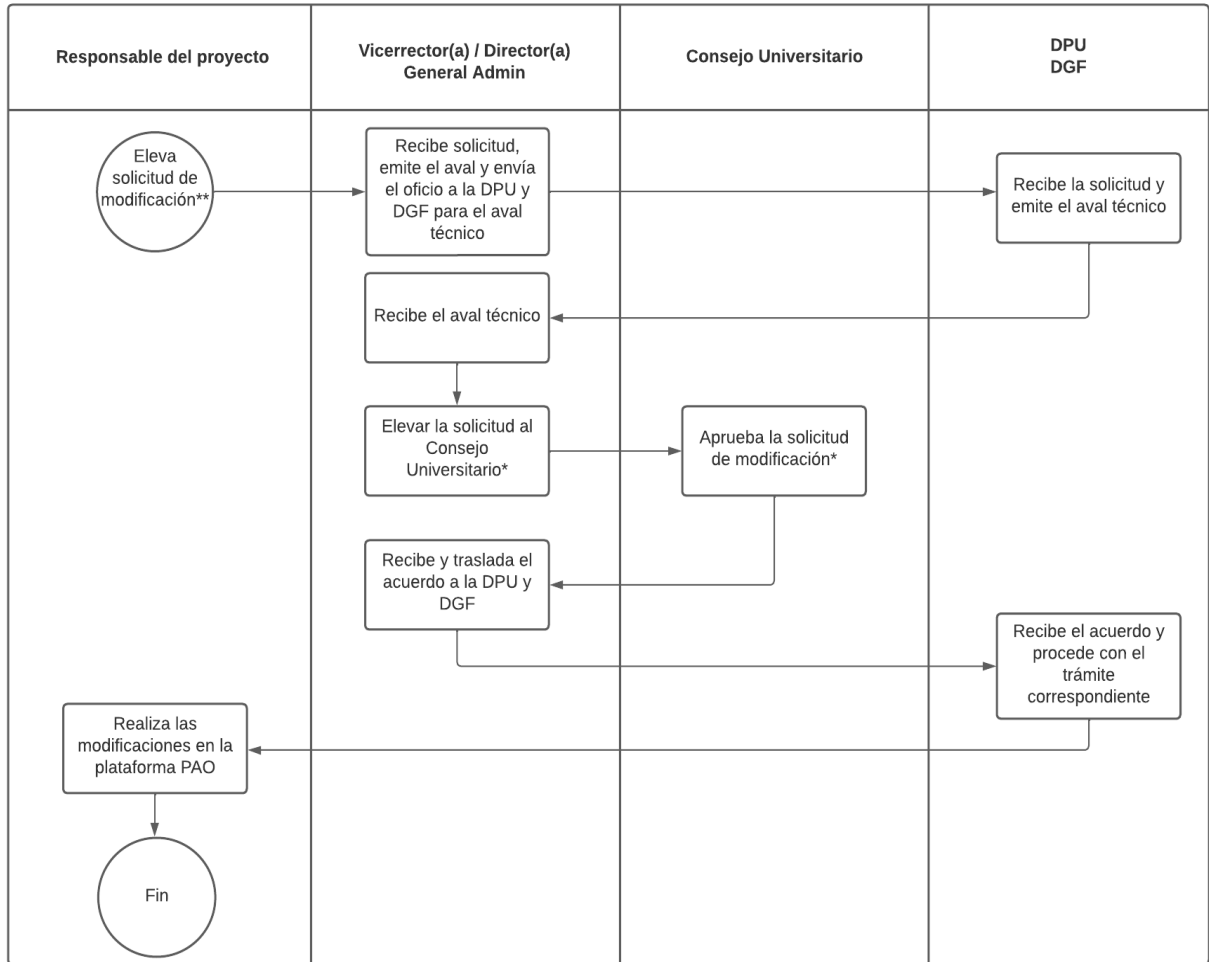 Responsable del proyecto
Vicerrector(a) / Director(a)
General Admin
Consejo Universitario
DPU
DGF
Eleva
solicitud de
modificación**
Recibe solicitud,
emite el aval y envía
el oficio a la DPU y
DGF para el aval
técnico
Recibe la solicitud y
emite el aval técnico
Recibe el aval técnico
Elevar la solicitud al
Consejo
Universitario*
Aprueba la solicitud
de modificación*
Recibe y traslada el
acuerdo a la DPU y
DGF
Recibe el acuerdo y
procede con el
trámite
correspondiente
Realiza las
modificaciones en la
plataforma PAO
Fin